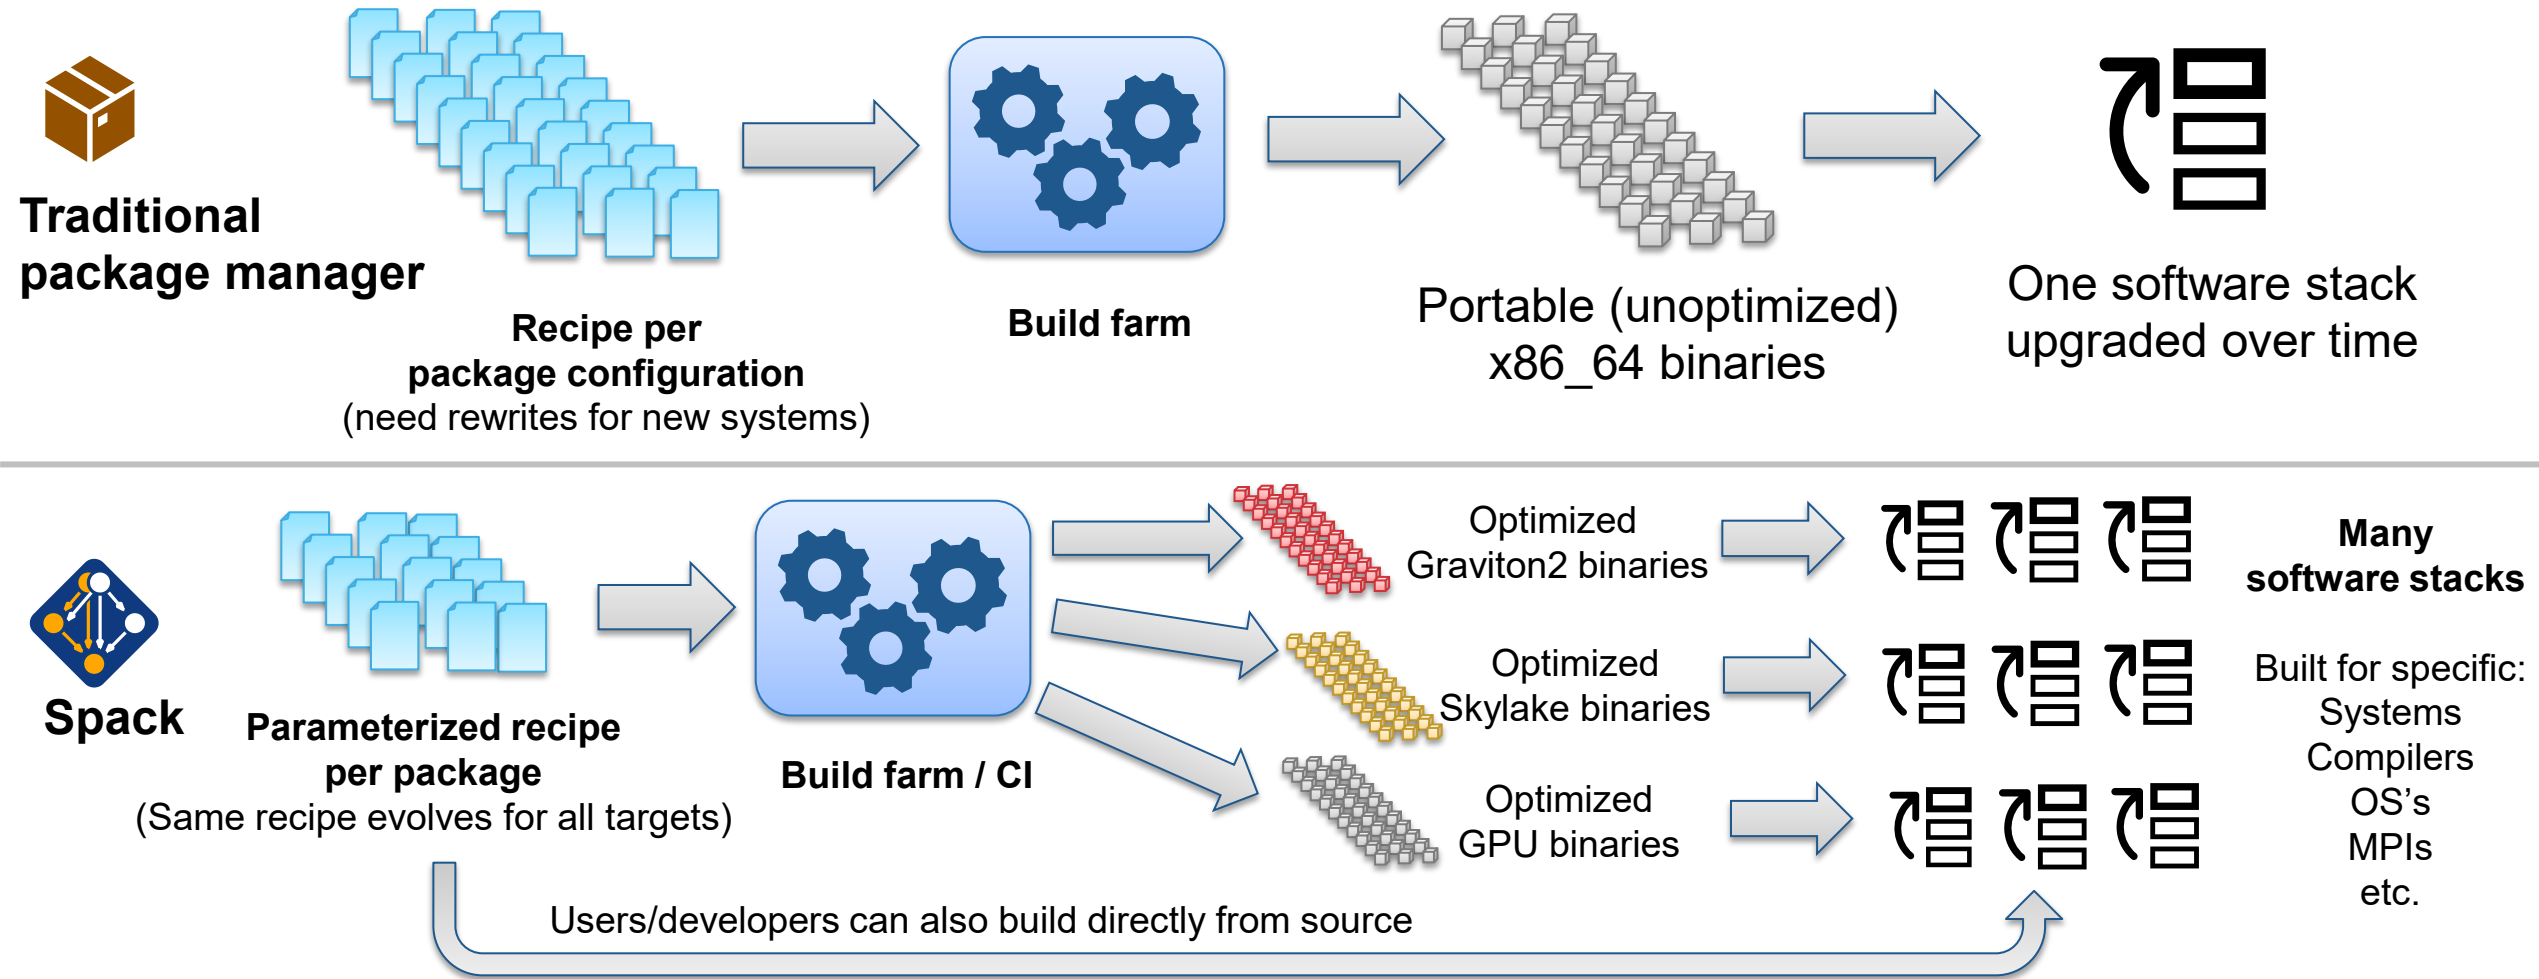 Traditional
package manager
Recipe per
package configuration
(need rewrites for new systems)
Build farm
Portable (unoptimized)
x86_64 binaries
One software stack
upgraded over time
Spack
Parameterized recipe
per package
(Same recipe evolves for all targets)
Build farm / CI
Optimized
Graviton2 binaries
Optimized
Skylake binaries
Optimized
GPU binaries
Many
software stacks
Built for specific:
Systems
Compilers
OS’s
MPIs
etc.
Users/developers can also build directly from source